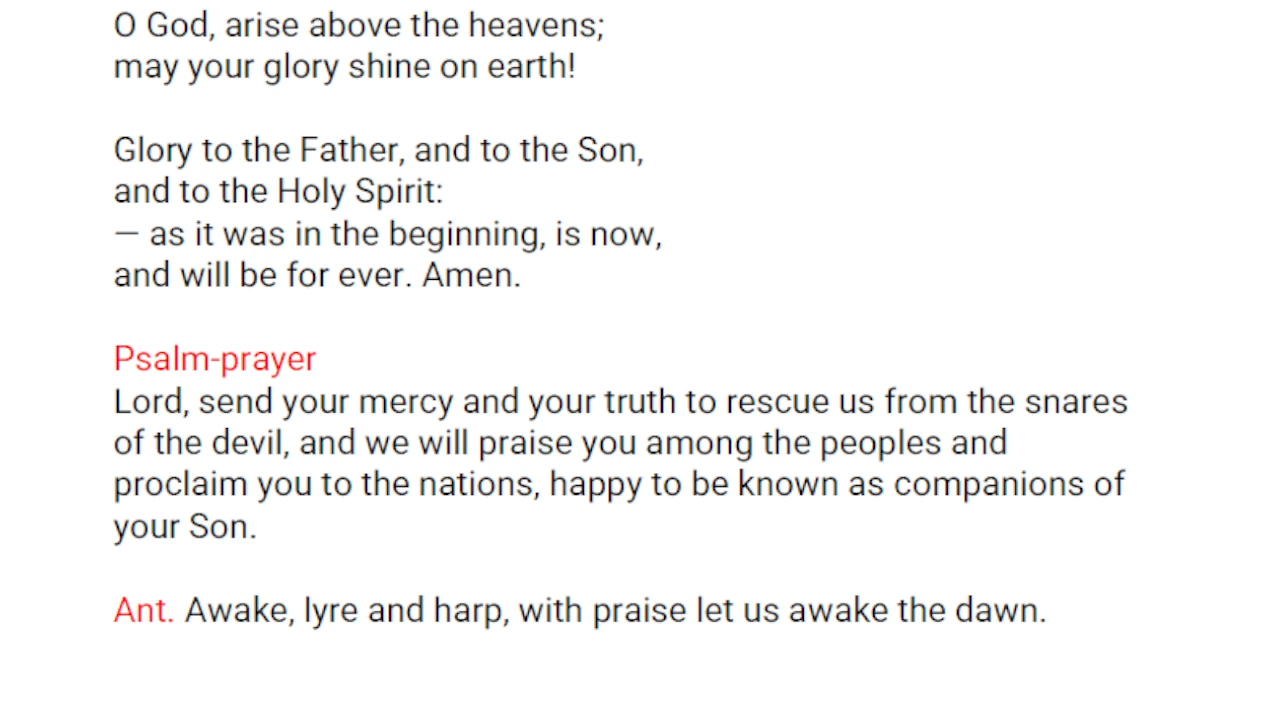 O God, arise above the heavens;
may your glory shine on earth!
Glory to the Father, and to the Son,
and to the Holy Spirit:
— as it was in the beginning, is now,
and will be for ever. Amen.
Psalm-prayer
Lord, send your mercy and your truth to rescue us from the snares
of the devil, and we will praise you among the peoples and
proclaim you to the nations, happy to be known as companions of
your Son.
Ant. Awake, lyre and harp, with praise let us awake the dawn.